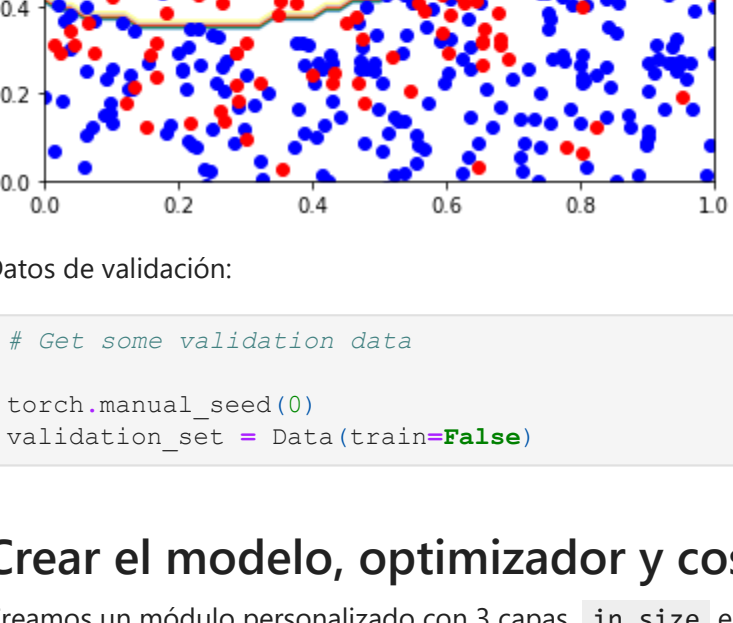 0.4
0.2
0.0
0.0 0.2 0.4 0.6 0.8 1.0
Datos de validación:
# Get some validation data
torch.manual_seed(0)
validation_set = Data(train=False)
Crear el modelo, optimizador y cos
Creamos un módulo personalizado con 3 capas, in_size e